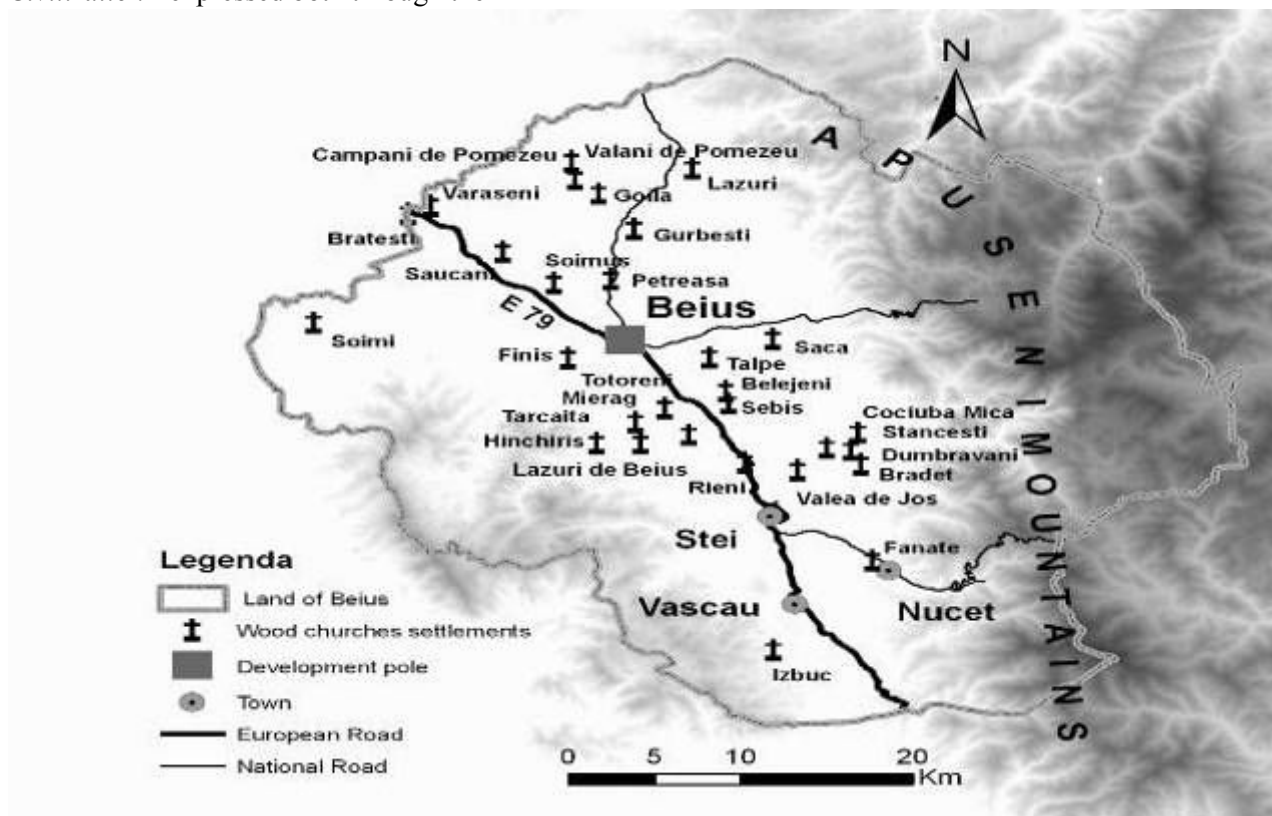 N
Campani de Pomezeu
Valani de Pomezeu
Lazuri
Varaseni
Goila
Bratesti
Gurbesti
Saucani
Soimus
Petreasa
Beius
E 79
Soimi
Finis
Saca
Talpe
Totoreni
Belejeni
Mierag
Sebis
Tarcaita
Cociuba Mica
Hinchiris
Stancesti
Lazuri de Beius
Dumbravani
Bradet
Rieni
Valea de Jos
Stei
Fanate
Vascau
Nucet
Izbuc
APUSENI MOUNTAINS
Legenda
Land of Beius
Wood churches settlements
Development pole
Town
European Road
National Road
0 5 10 20
Km